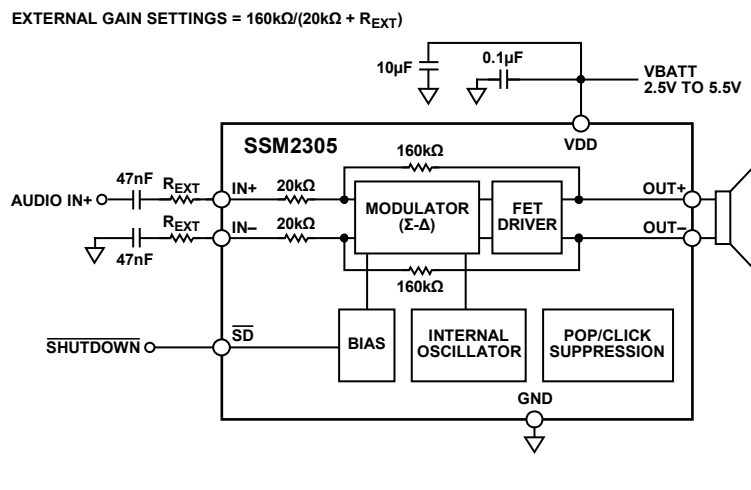 EXTERNAL GAIN SETTINGS = 160kΩ/(20kΩ + REXT)
10µF
0.1µF
VBATT
2.5V TO 5.5V
SSM2305
VDD
160kΩ
47nF
REXT
IN+
20kΩ
AUDIO IN+
MODULATOR
(Σ-Δ)
FET
DRIVER
OUT+
REXT
IN–
20kΩ
OUT–
47nF
160kΩ
SHUTDOWN
SD
BIAS
INTERNAL
OSCILLATOR
POP/CLICK
SUPPRESSION
GND